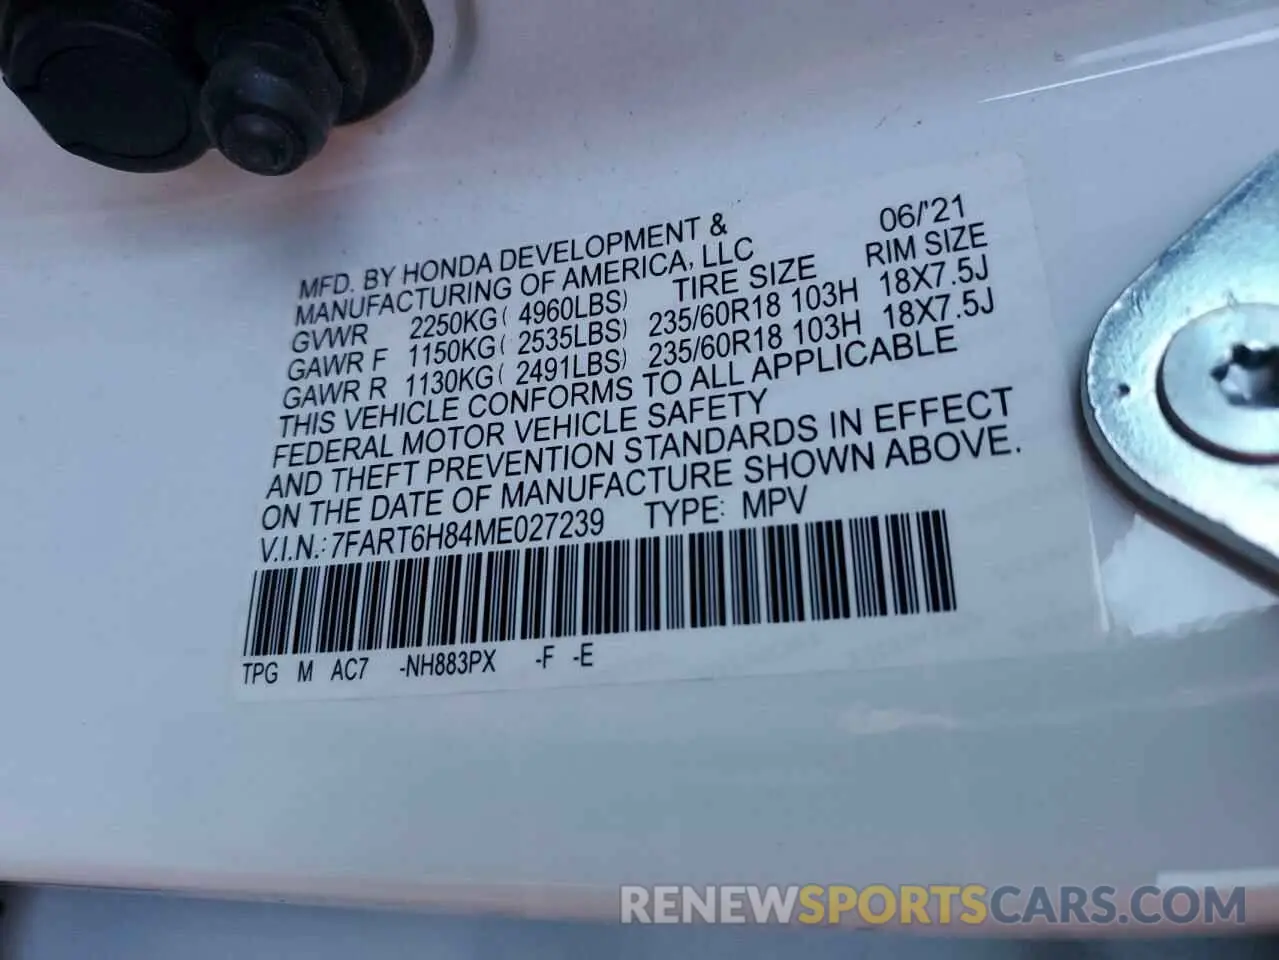 MFD. BY HONDA DEVELOPMENT & 06/'21
MANUFACTURING OF AMERICA, LLC RIM SIZE
GVWR 2250KG( 4960LBS) TIRE SIZE
GAWR F 1150KG( 2535LBS) 235/60R18 103H 18X7.5J
GAWR R 1130KG( 2491LBS) 235/60R18 103H 18X7.5J
THIS VEHICLE CONFORMS TO ALL APPLICABLE
FEDERAL MOTOR VEHICLE SAFETY
AND THEFT PREVENTION STANDARDS IN EFFECT
ON THE DATE OF MANUFACTURE SHOWN ABOVE.
V.I.N.: 7FART6H84ME027239 TYPE: MPV
TPG M AC7 -NH883PX -F -E
RENEWSPORTSCARS.COM